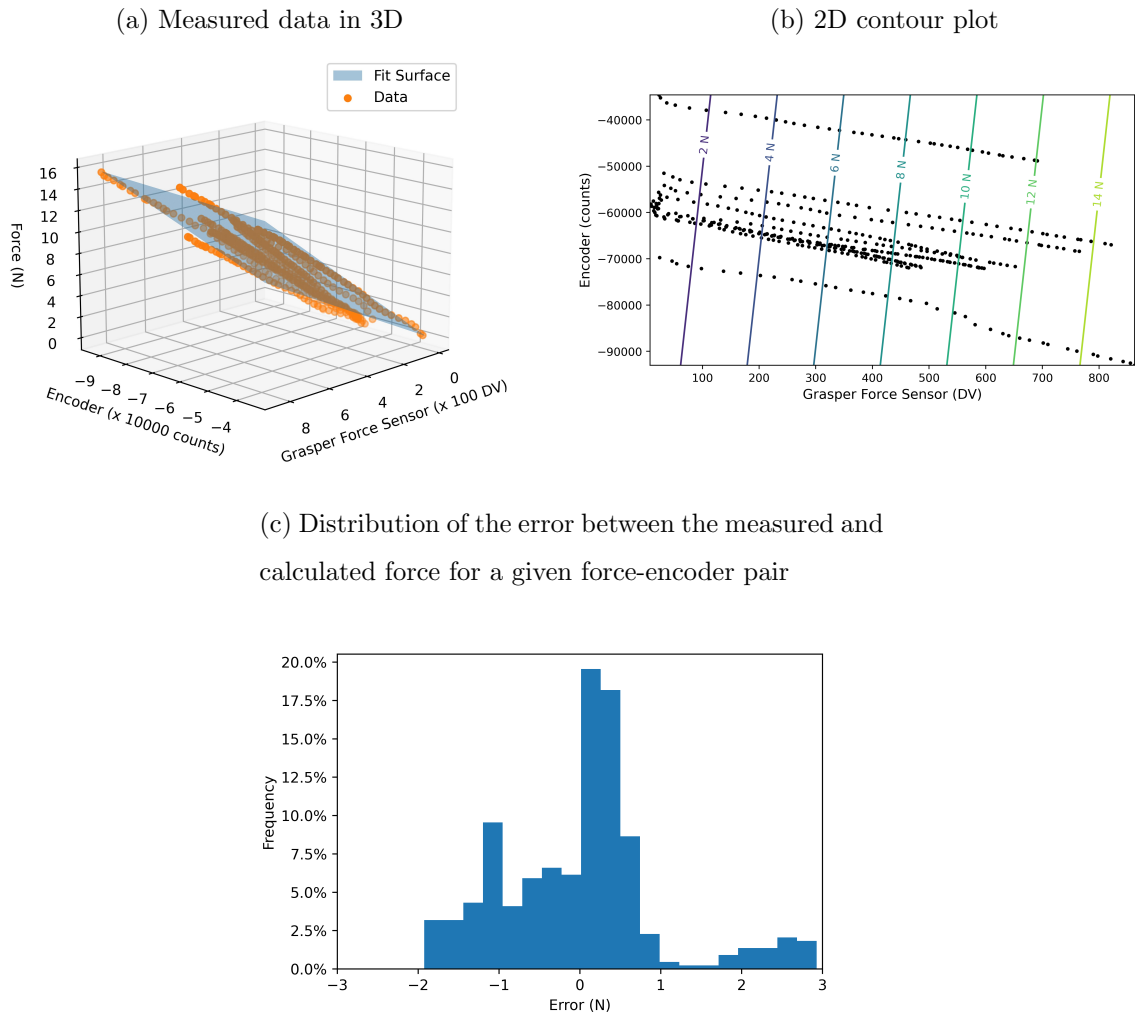 (a) Measured data in 3D
Fit Surface
Data
16
14
12
10
8
6
4
2
0
Force (N)
−9
−8
−7
−6
−5
−4
Encoder (x 10000 counts)
8
6
4
2
0
Grasper Force Sensor (x 100 DV)
(b) 2D contour plot
−40000
−50000
−60000
−70000
−80000
−90000
Encoder (counts)
2 N
4 N
6 N
8 N
10 N
12 N
14 N
100 200 300 400 500 600 700 800
Grasper Force Sensor (DV)
(c) Distribution of the error between the measured and
calculated force for a given force-encoder pair
20.0%
17.5%
15.0%
12.5%
10.0%
7.5%
5.0%
2.5%
0.0%
Frequency
−3 −2 −1 0 1 2 3
Error (N)